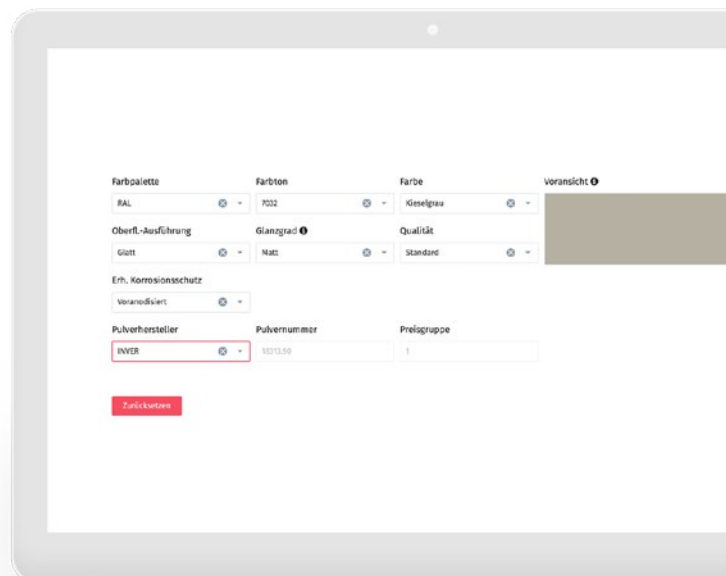 Farbpalette Farbton Farbe Voransicht
RAL 7032 Kieselgrau
Oberfl.-Ausführung Glanzgrad Qualität
Glatt Matt Standard
Erh. Korrosionsschutz
Voranodisiert
Pulverhersteller Pulvernummer Preisgruppe
INVER 1
Zurücksetzen